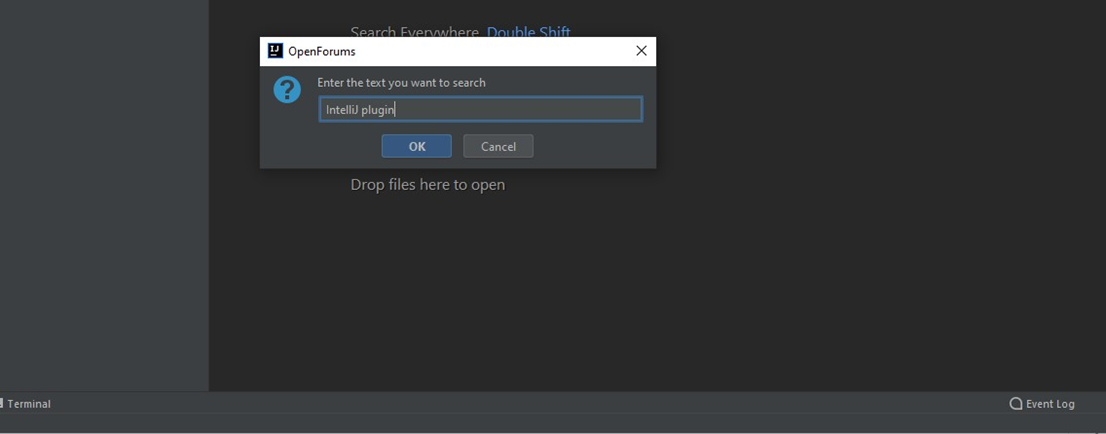 Search Everywhere Double Shift
OpenForums
Enter the text you want to search
IntelliJ plugin
OK
Cancel
Drop files here to open
Terminal
Event Log